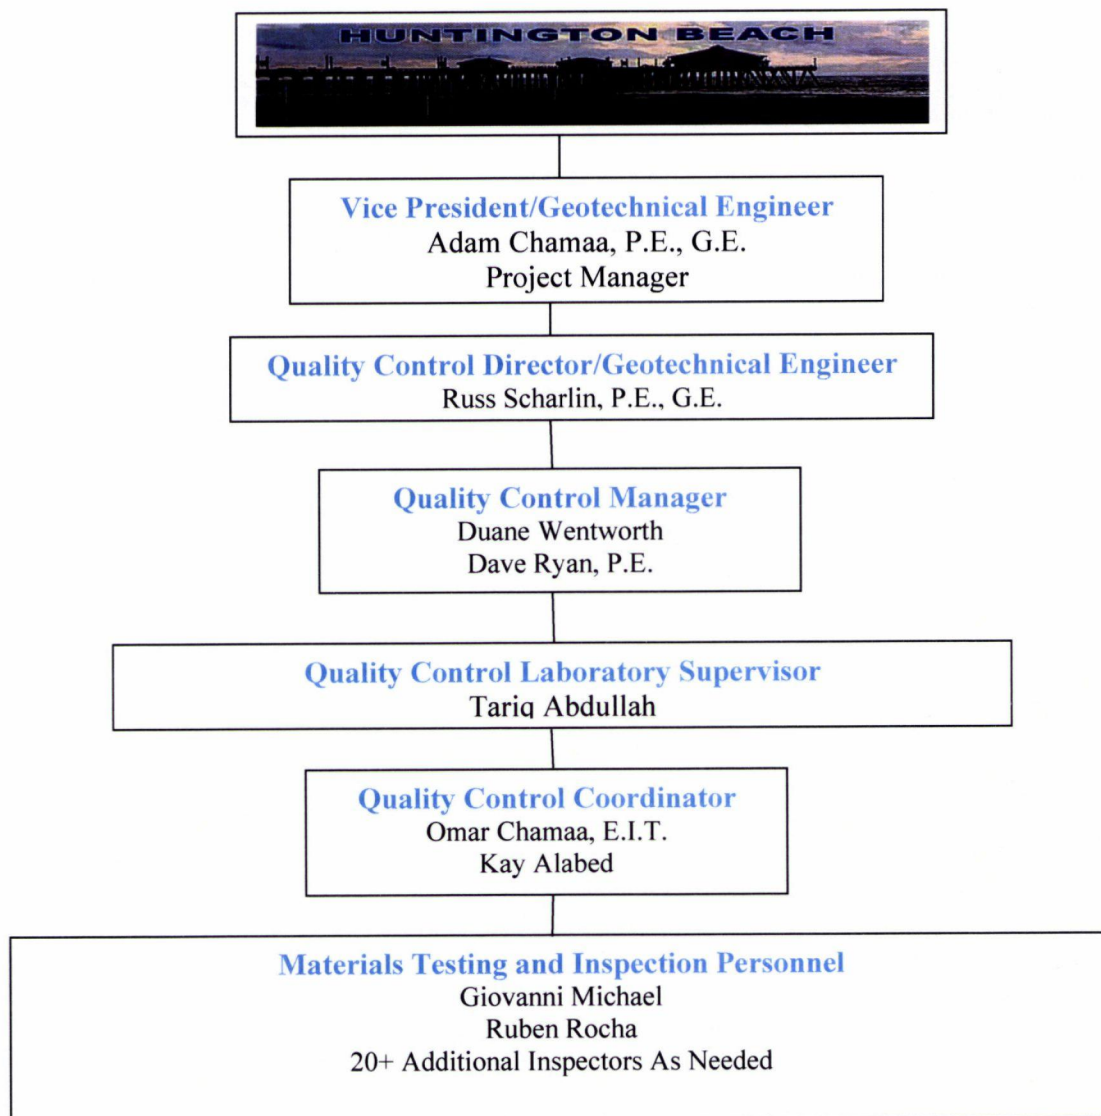 HUNTINGTON BEACH
Vice President/Geotechnical Engineer
Adam Chamaa, P.E., G.E.
Project Manager
Quality Control Director/Geotechnical Engineer
Russ Scharlin, P.E., G.E.
Quality Control Manager
Duane Wentworth
Dave Ryan, P.E.
Quality Control Laboratory Supervisor
Tariq Abdullah
Quality Control Coordinator
Omar Chamaa, E.I.T.
Kay Alabed
Materials Testing and Inspection Personnel
Giovanni Michael
Ruben Rocha
20+ Additional Inspectors As Needed